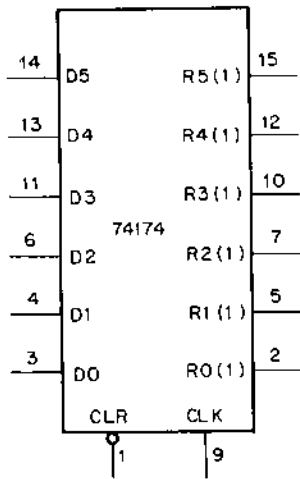 14 D5 R5(1) 15
13 D4 R4(1) 12
11 D3 R3(1) 10
74174
6 D2 R2(1) 7
4 D1 R1(1) 5
3 D0 R0(1) 2
CLR CLK
1 9